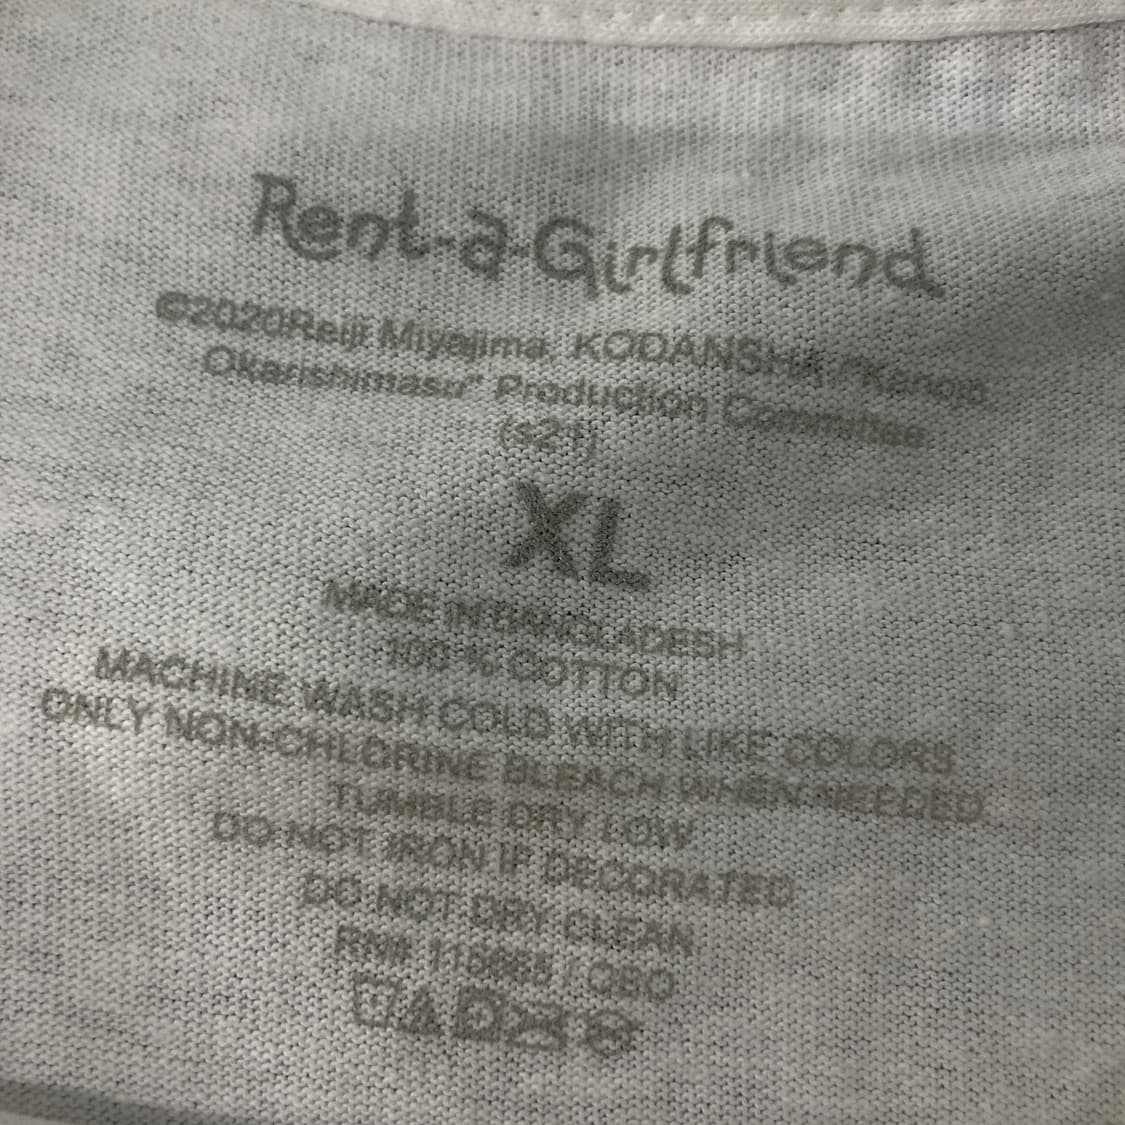 Rent-a-Girlfriend
©2020Reiji Miyajima, KODANSHA/"Kanojo
Okarishimasu" Production Committee
XL
MADE IN BANGLADESH
100 % COTTON
MACHINE WASH COLD WITH LIKE COLORS
ONLY NON-CHLORINE BLEACH WHEN NEEDED
TUMBLE DRY LOW
DO NOT IRON IF DECORATED
DO NOT DRY CLEAN
RN#